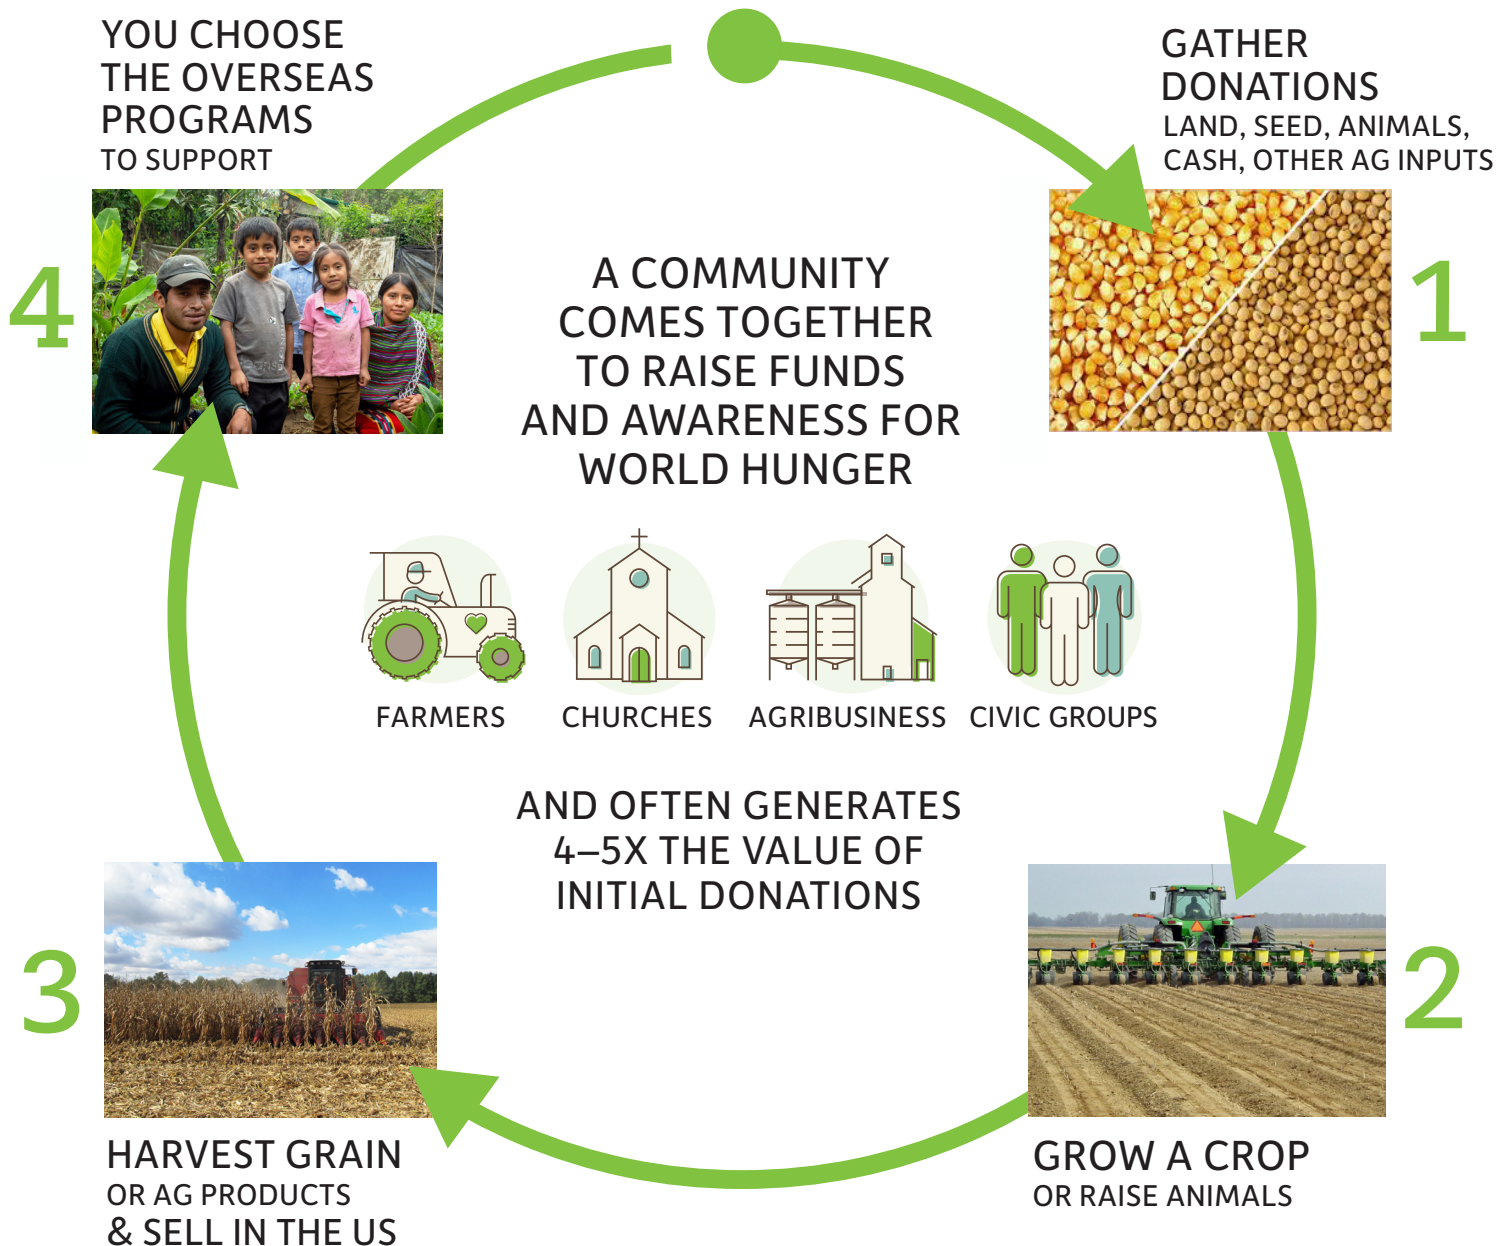 YOU CHOOSE
THE OVERSEAS
PROGRAMS
TO SUPPORT
4
GATHER
DONATIONS
LAND, SEED, ANIMALS,
CASH, OTHER AG INPUTS
1
A COMMUNITY
COMES TOGETHER
TO RAISE FUNDS
AND AWARENESS FOR
WORLD HUNGER
FARMERS
CHURCHES
AGRIBUSINESS
CIVIC GROUPS
AND OFTEN GENERATES
4–5X THE VALUE OF
INITIAL DONATIONS
3
HARVEST GRAIN
OR AG PRODUCTS
& SELL IN THE US
2
GROW A CROP
OR RAISE ANIMALS